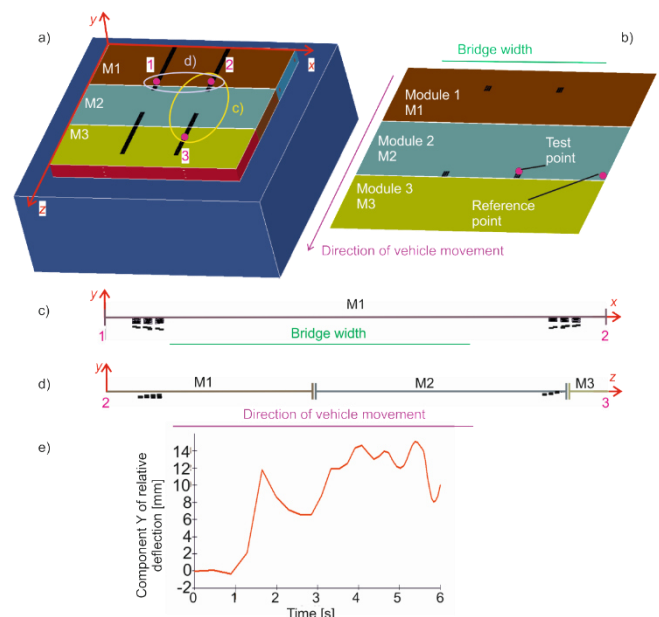 a)
y
x
z
M1
M2
M3
1
2
3
d)
c)
b)
Bridge width
Module 1
M1
Module 2
M2
Module 3
M3
Test
point
Reference
point
Direction of vehicle movement
c)
y
M1
x
1
2
Bridge width
d)
y
M1
M2
M3
z
2
3
Direction of vehicle movement
e)
Component Y of relative
deflection [mm]
14
12
10
8
6
4
2
0
-2
0
1
2
3
4
5
6
Time [s]